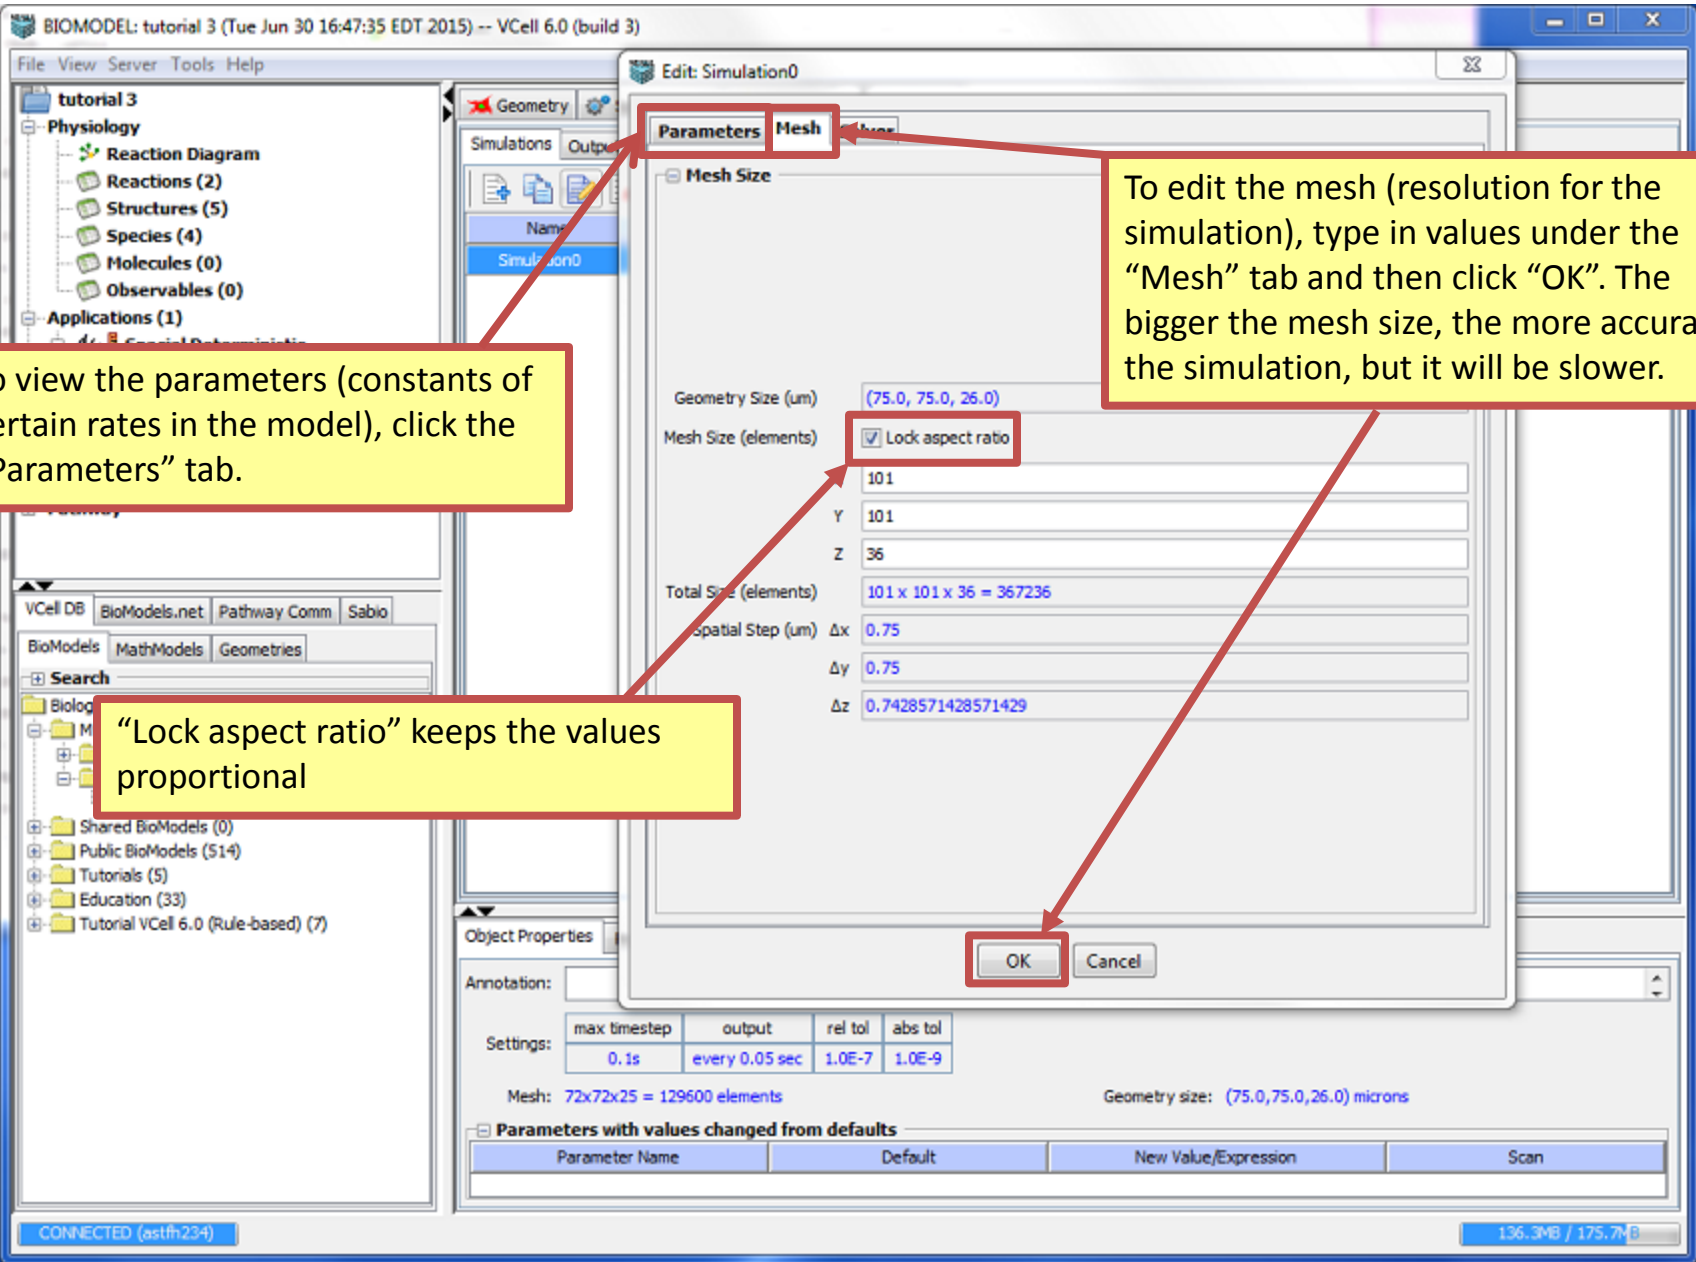 BIOMODEL: tutorial 3 (Tue Jun 30 16:47:35 EDT 2015) -- VCell 6.0 (build 3)
File View Server Tools Help
tutorial 3
Physiology
Reaction Diagram
Reactions (2)
Structures (5)
Species (4)
Molecules (0)
Observables (0)
Applications (1)
view the parameters (constants of
rates in the model), click the
Parameters” tab.
VCell DB BioModels.net Pathway Comm Sabio
BioModels MathModels Geometries
Search
Biolog
M
“Lock aspect ratio” keeps the values
proportional
Shared BioModels (0)
Public BioModels (514)
Tutorials (5)
Education (33)
Tutorial VCell 6.0 (Rule-based) (7)
Geometry
Simulations Outpu
Name
Simulation0
Edit: Simulation0
Parameters Mesh
Mesh Size
To edit the mesh (resolution for the
simulation), type in values under the
“Mesh” tab and then click “OK”. The
bigger the mesh size, the more accura
the simulation, but it will be slower.
Geometry Size (um) (75.0, 75.0, 26.0)
Mesh Size (elements) Lock aspect ratio
101
Y 101
Z 36
Total Size (elements) 101 x 101 x 36 = 367236
Spatial Step (um) Δx 0.75
Δy 0.75
Δz 0.7428571428571429
OK Cancel
Object Properties
Annotation:
Settings:
max timestep output rel tol abs tol
0.1s every 0.05 sec 1.0E-7 1.0E-9
Mesh: 72x72x25 = 129600 elements Geometry size: (75.0,75.0,26.0) microns
Parameters with values changed from defaults
Parameter Name Default New Value/Expression Scan
CONNECTED (astfh234) 136.3MB / 175.7MB